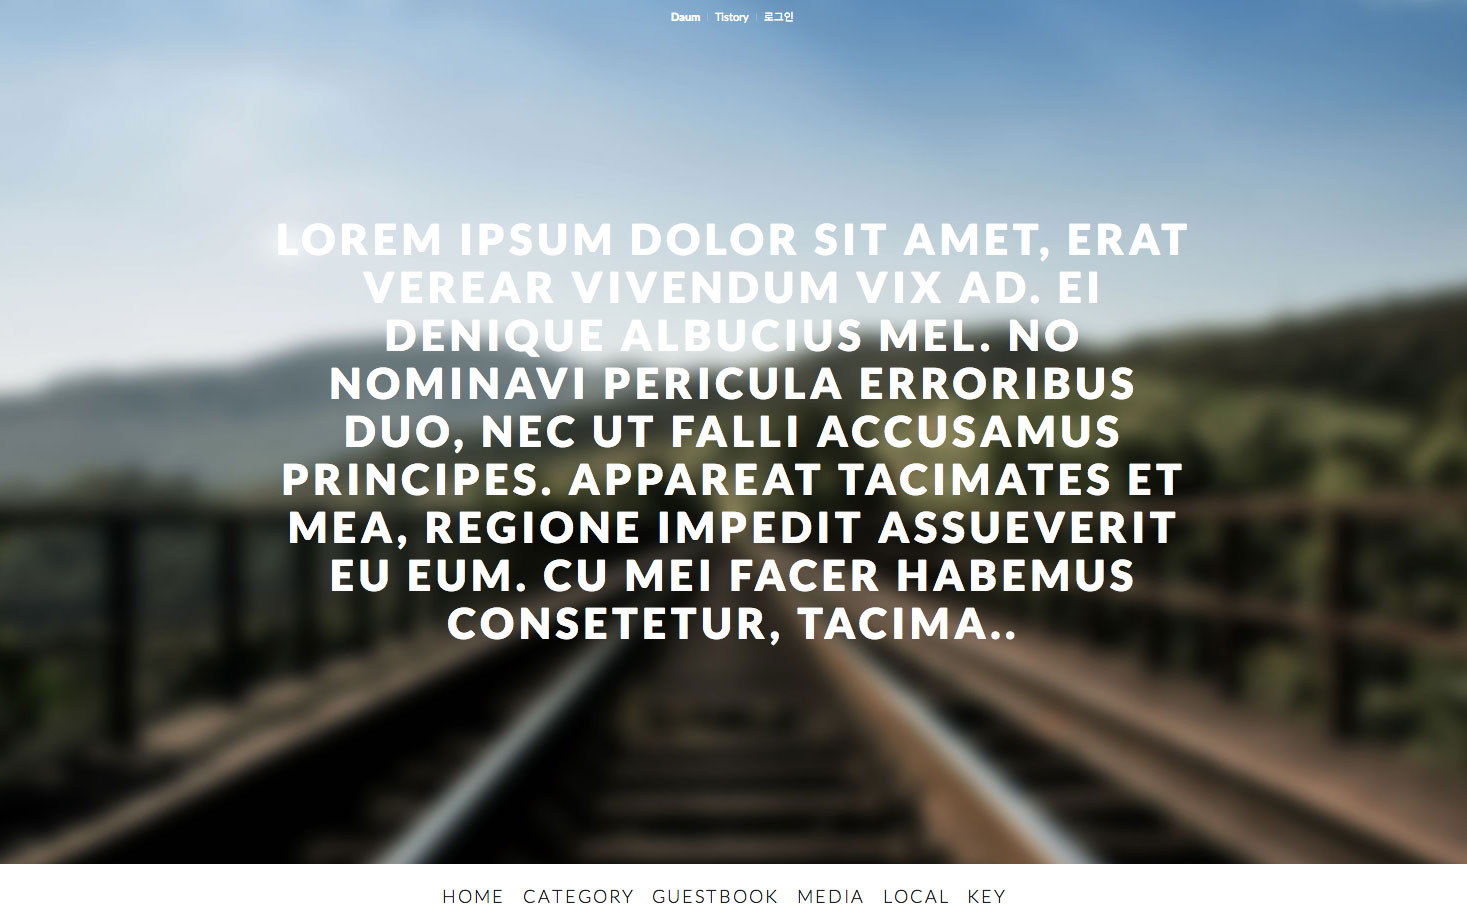 Daum | Tistory | 로그인
LOREM IPSUM DOLOR SIT AMET, ERAT
VEREAR VIVENDUM VIX AD. EI
DENIQUE ALBUCIUS MEL. NO
NOMINAVI PERICULA ERRORIBUS
DUO, NEC UT FALLI ACCUSAMUS
PRINCIPES. APPAREAT TACIMATES ET
MEA, REGIONE IMPEDIT ASSUEVERIT
EU EUM. CU MEI FACER HABEMUS
CONSETETUR, TACIMA..
HOME CATEGORY GUESTBOOK MEDIA LOCAL KEY